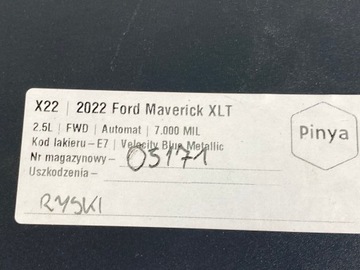 X22 | 2022 Ford Maverick XLT
2.5L | FWD | Automat | 7.000 MIL
Kod lakieru – E7 | Velocity Blue Metallic
Nr magazynowy – 03171
Uszkodzenia –
RYSKI
Pinya